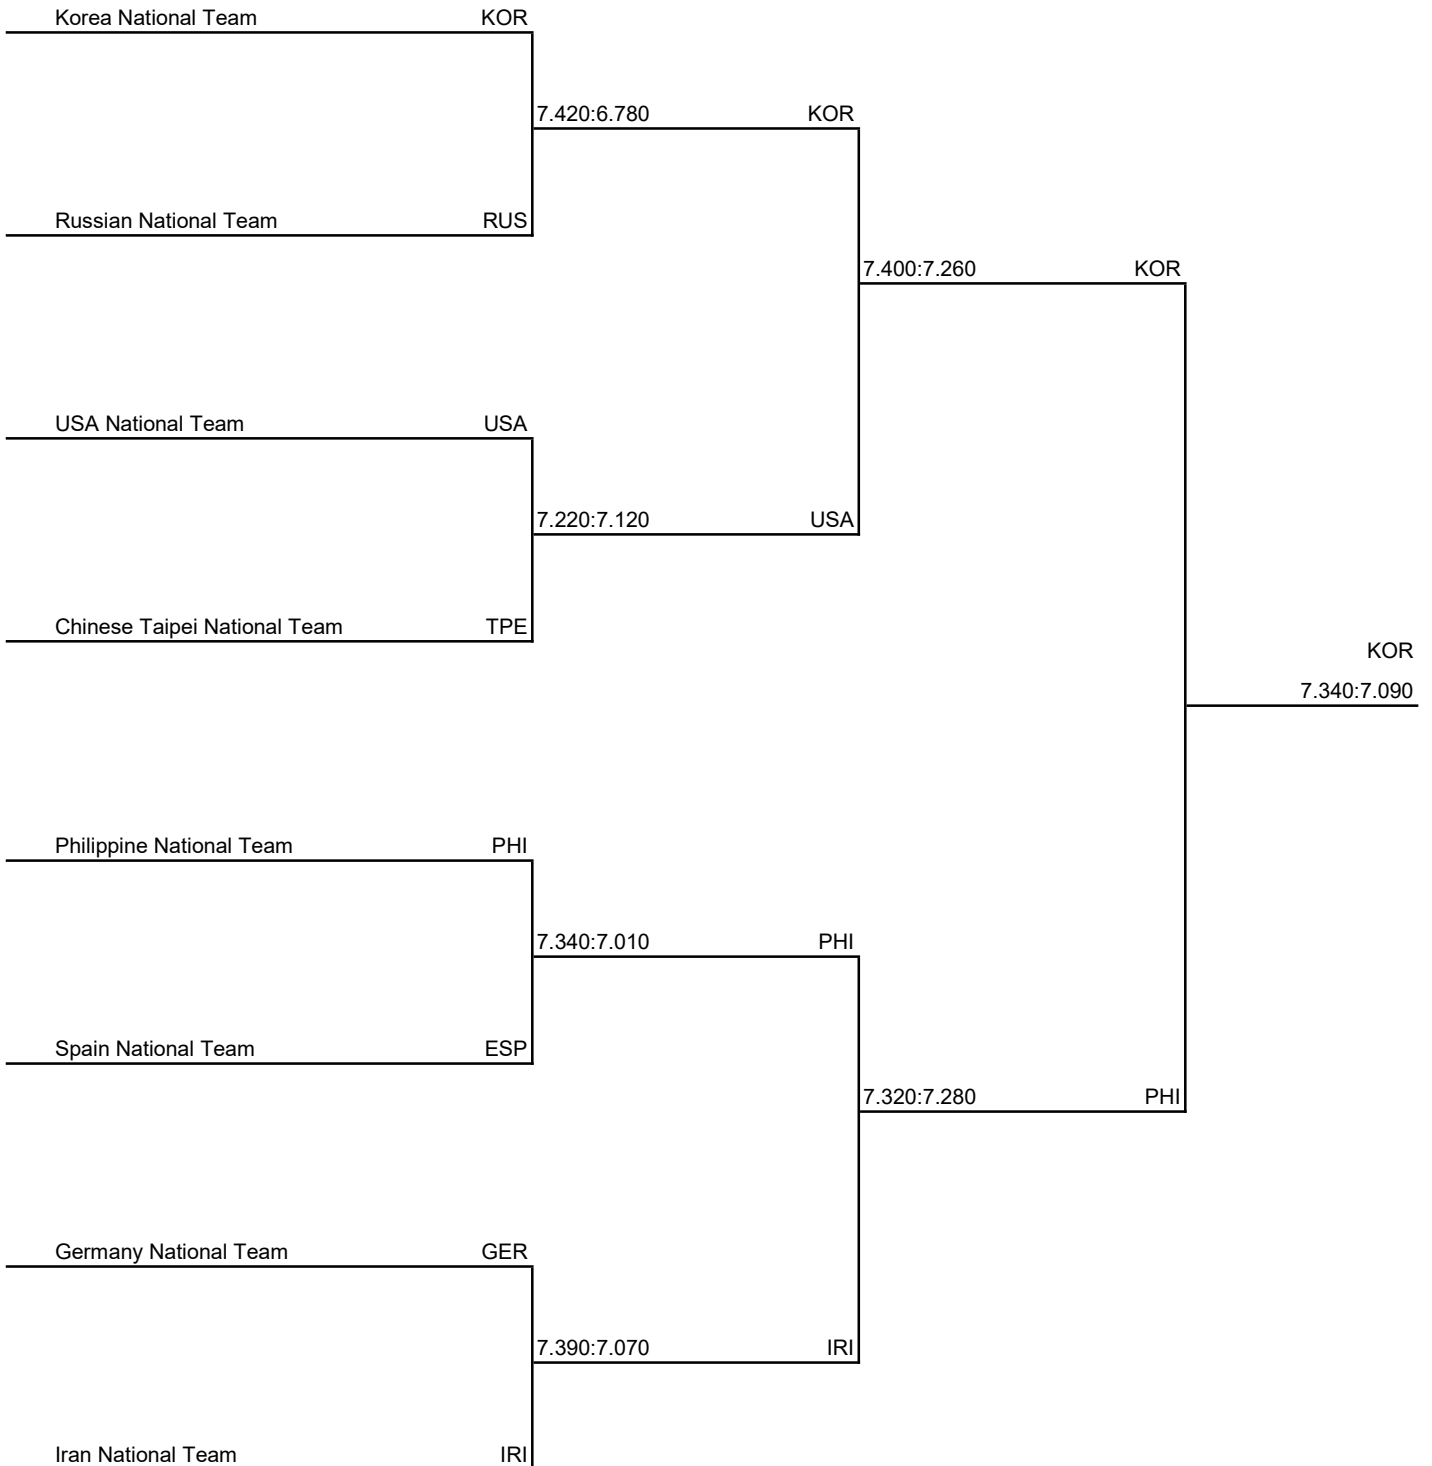 Korea National Team KOR
7.420:6.780 KOR
Russian National Team RUS
7.400:7.260 KOR
USA National Team USA
7.220:7.120 USA
Chinese Taipei National Team TPE
KOR
7.340:7.090
Philippine National Team PHI
7.340:7.010 PHI
Spain National Team ESP
7.320:7.280 PHI
Germany National Team GER
7.390:7.070 IRI
Iran National Team IRI